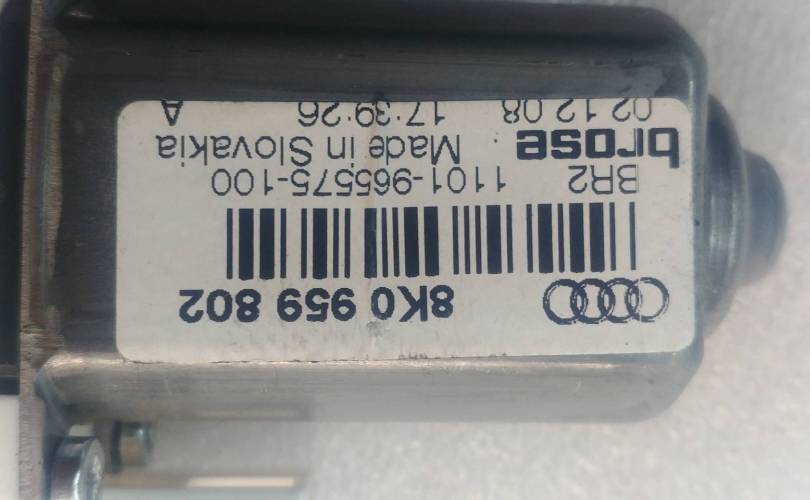 8K0 959 802
BR2 1101-965575-100
brose Made in Slovakia
02 12 08 17:39:26 A